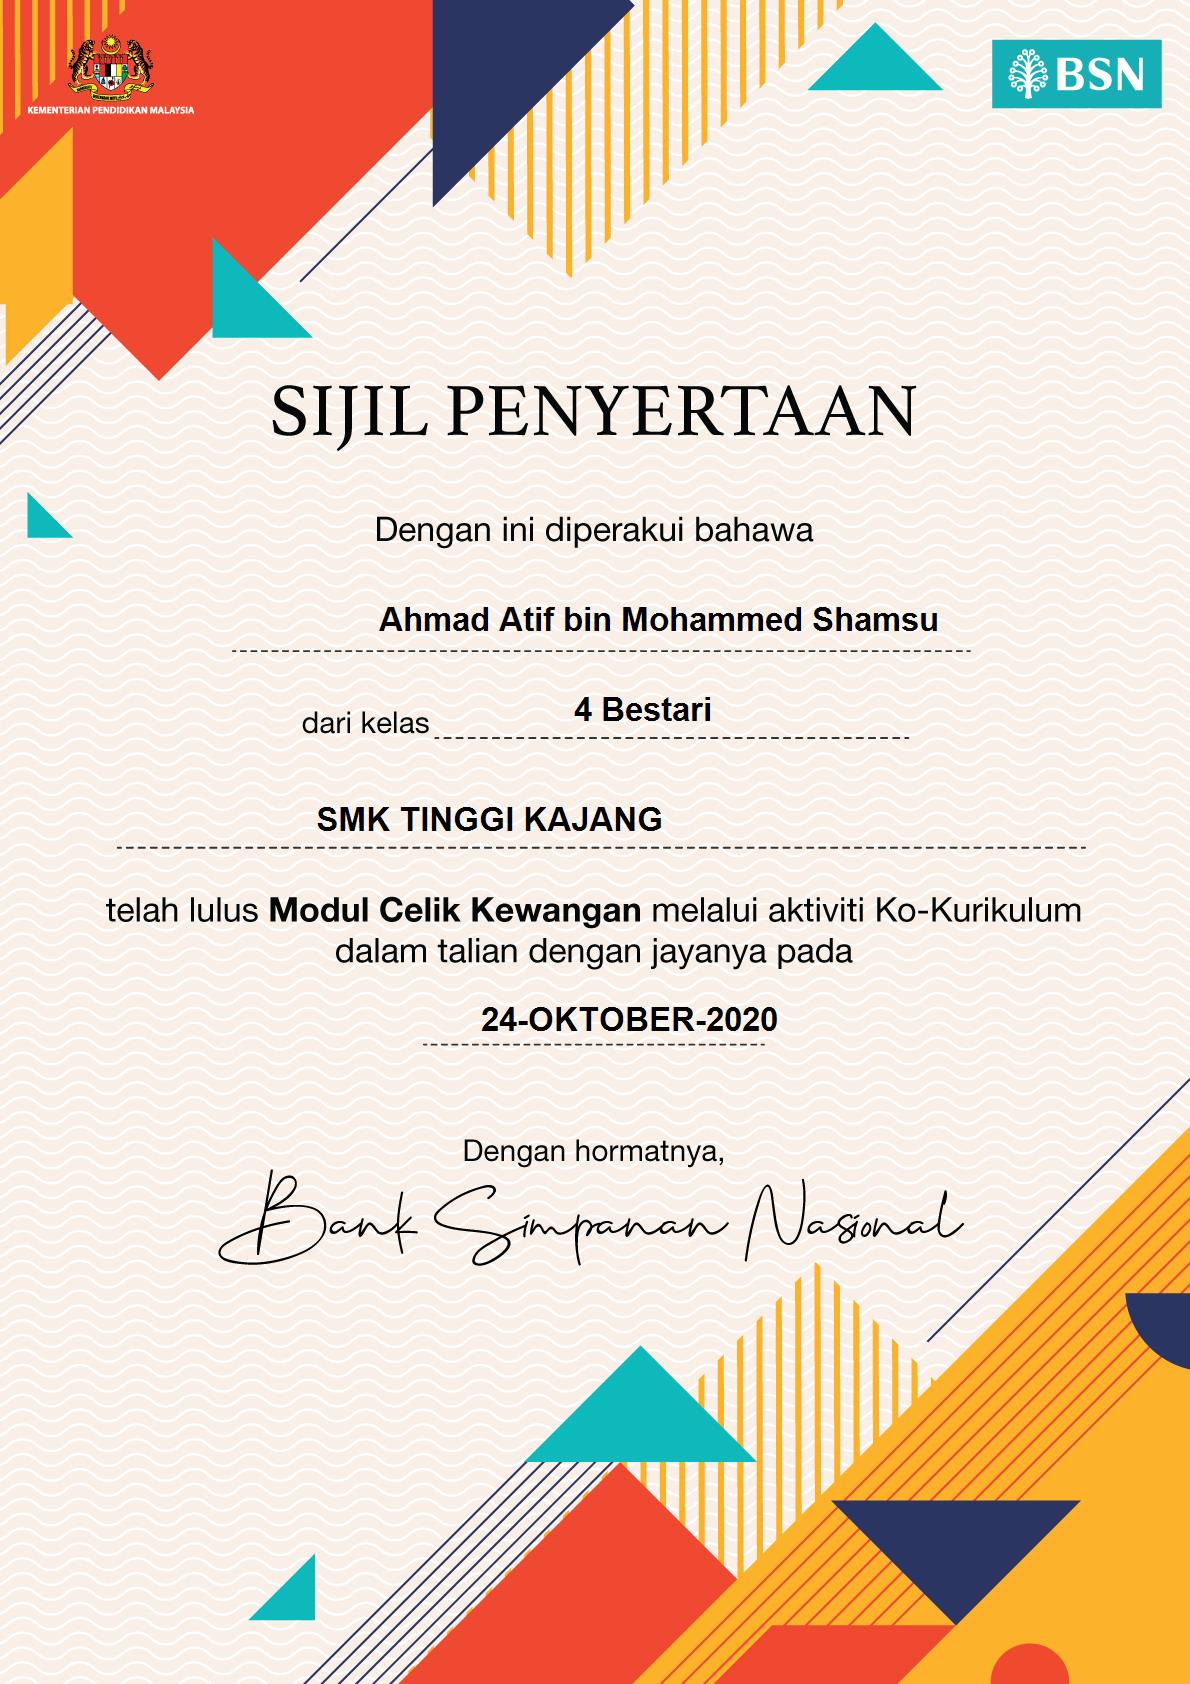 KEMENTERIAN PENDIDIKAN MALAYSIA
BSN
SIJIL PENYERTAAN
Dengan ini diperakui bahawa
Ahmad Atif bin Mohammed Shamsu
dari kelas 4 Bestari
SMK TINGGI KAJANG
telah lulus Modul Celik Kewangan melalui aktiviti Ko-Kurikulum
dalam talian dengan jayanya pada
24-OKTOBER-2020
Dengan hormatnya,
Bank Simpanan Nasional